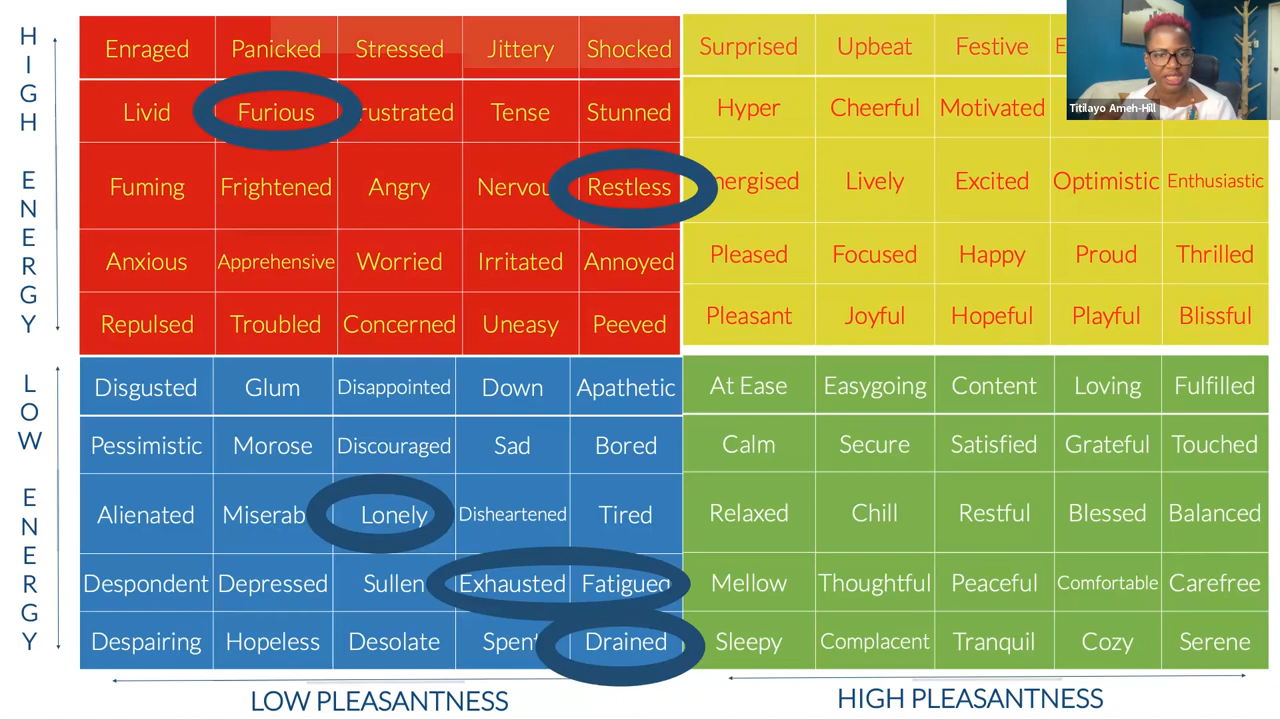 HIGH ENERGY
Enraged Panicked Stressed Jittery Shocked Surprised Upbeat Festive
Titilayo Ameh-Hill
Livid Furious Tense Stunned Hyper Cheerful Motivated
Fuming Frightened Angry Restless Lively Excited Optimistic Enthusiastic
Anxious Apprehensive Worried Irritated Annoyed Pleased Focused Happy Proud Thrilled
Repulsed Troubled Concerned Uneasy Peeved Pleasant Joyful Hopeful Playful Blissful
LOW ENERGY
Disgusted Glum Disappointed Down Apathetic At Ease Easygoing Content Loving Fulfilled
Pessimistic Morose Discouraged Sad Bored Calm Secure Satisfied Grateful Touched
Alienated Lonely Disheartened Tired Relaxed Chill Restful Blessed Balanced
Despondent Depressed Sullen Exhausted Fatigued Mellow Thoughtful Peaceful Comfortable Carefree
Despairing Hopeless Desolate Spent Drained Sleepy Complacent Tranquil Cozy Serene
LOW PLEASANTNESS HIGH PLEASANTNESS